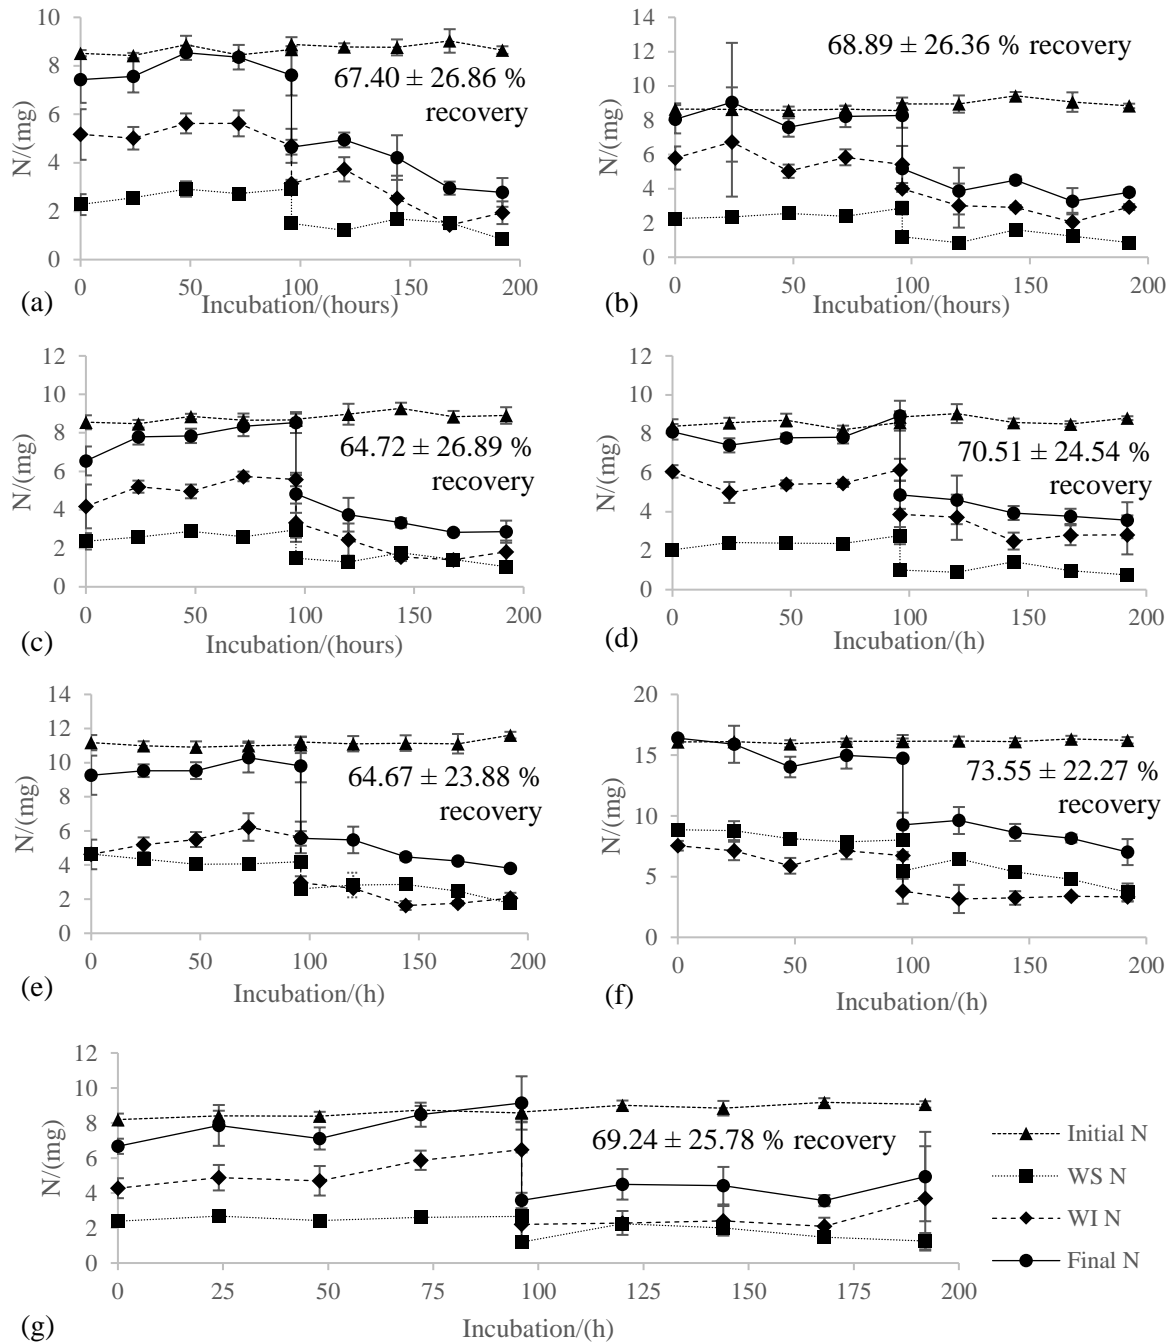 10
8
6
4
2
0
N/(mg)
67.40 ± 26.86 %
recovery
0 50 100 150 200
(a) Incubation/(hours)
14
12
10
8
6
4
2
0
N/(mg)
68.89 ± 26.36 % recovery
0 50 100 150 200
(b) Incubation/(hours)
12
10
8
6
4
2
0
N/(mg)
64.72 ± 26.89 %
recovery
0 50 100 150 200
(c) Incubation/(hours)
12
10
8
6
4
2
0
N/(mg)
70.51 ± 24.54 %
recovery
0 50 100 150 200
(d) Incubation/(h)
14
12
10
8
6
4
2
0
N/(mg)
64.67 ± 23.88 %
recovery
0 50 100 150 200
(e) Incubation/(h)
20
15
10
5
0
N/(mg)
73.55 ± 22.27 %
recovery
0 50 100 150 200
(f) Incubation/(h)
12
10
8
6
4
2
0
N/(mg)
69.24 ± 25.78 % recovery
0 25 50 75 100 125 150 175 200
(g) Incubation/(h)
Initial N
WS N
WI N
Final N